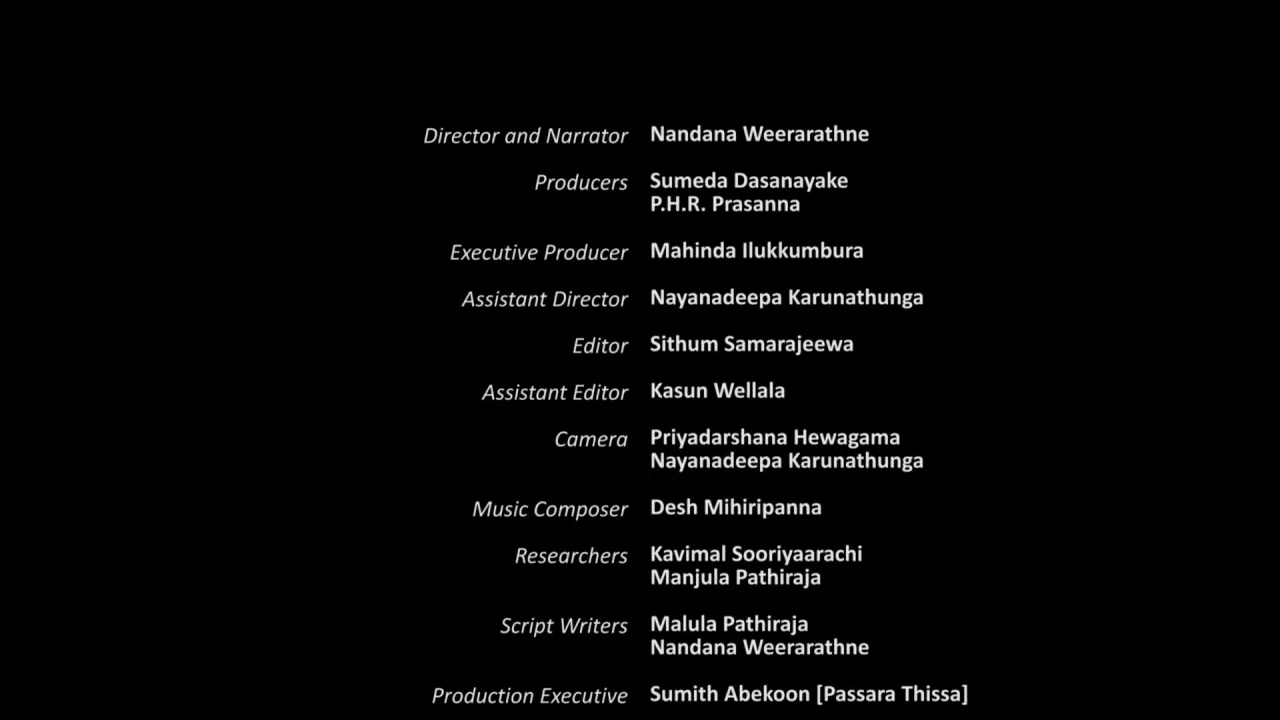 Director and Narrator Nandana Weerarathne
Producers Sumeda Dasanayake
P.H.R. Prasanna
Executive Producer Mahinda Ilukkumbura
Assistant Director Nayanadeepa Karunathunga
Editor Sithum Samarajeewa
Assistant Editor Kasun Wellala
Camera Priyadarshana Hewagama
Nayanadeepa Karunathunga
Music Composer Desh Mihiripanna
Researchers Kavimal Sooriyaarachi
Manjula Pathiraja
Script Writers Malula Pathiraja
Nandana Weerarathne
Production Executive Sumith Abekoon [Passara Thissa]